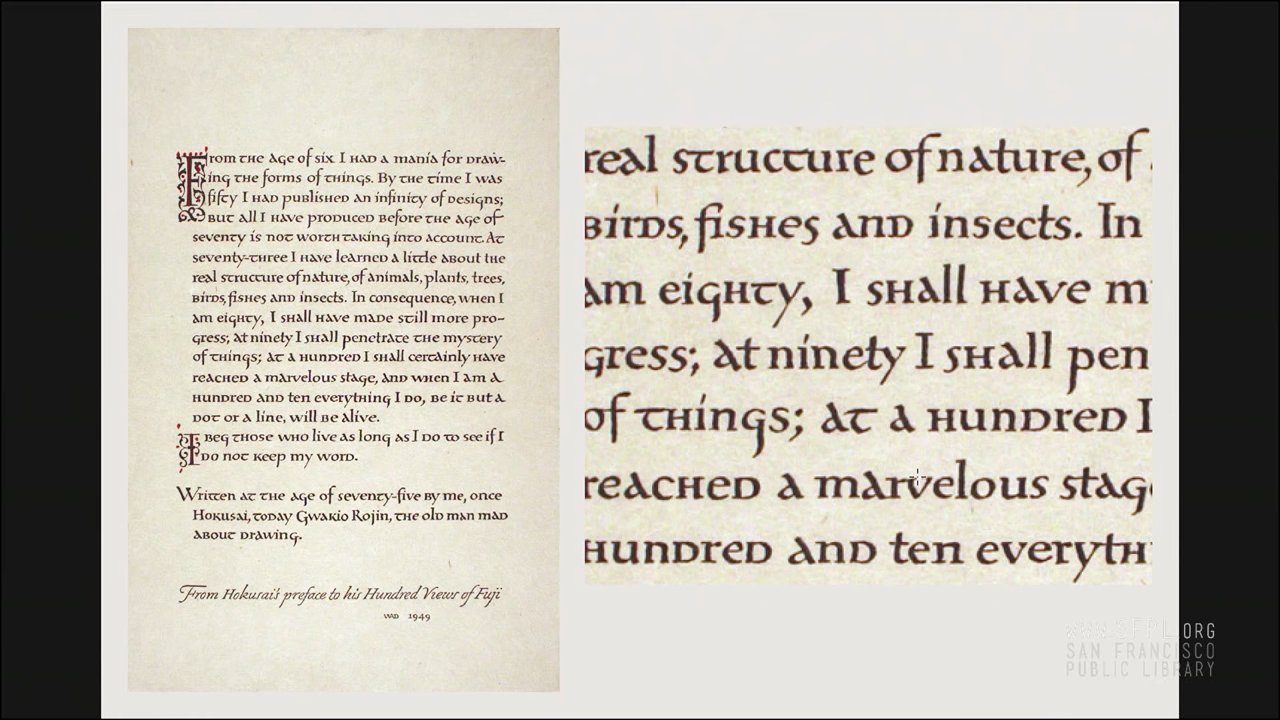 From the age of six I had a mania for draw-
ing the forms of things. By the time I was
fifty I had published an infinity of designs;
but all I have produced before the age of
seventy is not worth taking into account. At
seventy-three I have learned a little about the
real structure of nature, of animals, plants, trees,
birds, fishes and insects. In consequence, when I
am eighty, I shall have made still more pro-
gress; at ninety I shall penetrate the mystery
of things; at a hundred I shall certainly have
reached a marvelous stage, and when I am a
hundred and ten everything I do, be it but a
dot or a line, will be alive.
I beg those who live as long as I do to see if I
do not keep my word.
Written at the age of seventy-five by me, once
Hokusai, today Gwakio Rojin, the old man mad
about drawing.
From Hokusai's preface to his Hundred Views of Fuji
WAD 1949
real structure of nature, of
birds, fishes and insects. In
am eighty, I shall have m
gress; at ninety I shall pen
of things; at a hundred I
reached a marvelous stag
hundred and ten everyth
.ORG
SAN FRANCISCO
PUBLIC LIBRARY